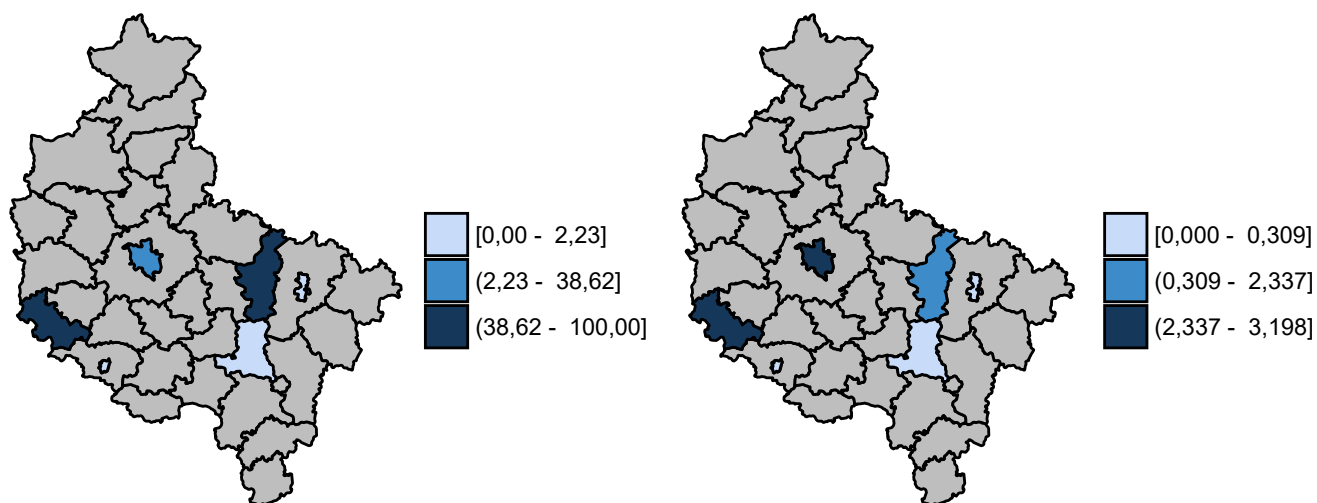 [0,00 - 2,23]
(2,23 - 38,62]
(38,62 - 100,00]
[0,000 - 0,309]
(0,309 - 2,337]
(2,337 - 3,198]